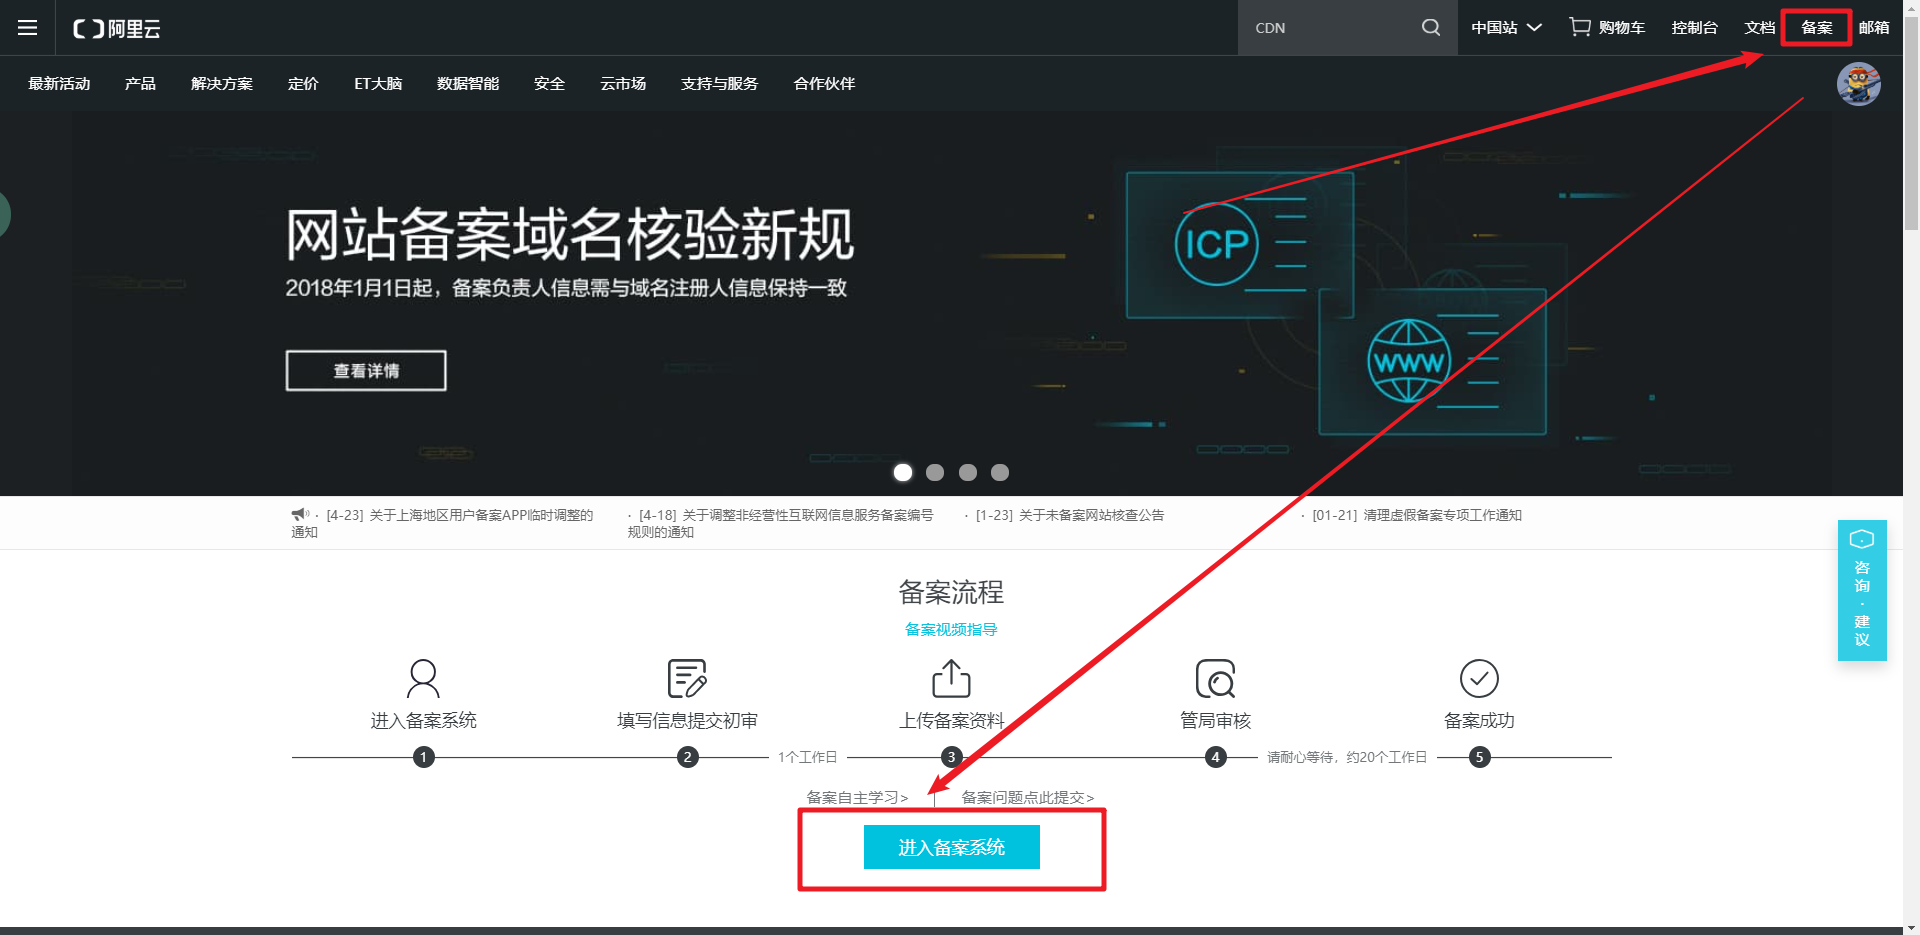 阿里云
CDN
中国站
购物车
控制台
文档
备案
邮箱
最新活动
产品
解决方案
定价
ET大脑
数据智能
安全
云市场
支持与服务
合作伙伴
网站备案域名核验新规
2018年1月1日起，备案负责人信息需与域名注册人信息保持一致
查看详情
ICP
WWW
· [4-23] 关于上海地区用户备案APP临时调整的
通知
· [4-18] 关于调整非经营性互联网信息服务备案编号
规则的通知
· [1-23] 关于未备案网站核查公告
· [01-21] 清理虚假备案专项工作通知
咨
询
·
建
议
备案流程
备案视频指导
进入备案系统
填写信息提交初审
上传备案资料
管局审核
备案成功
1
2
1个工作日
3
4
请耐心等待，约20个工作日
5
备案自主学习>
备案问题点此提交>
进入备案系统